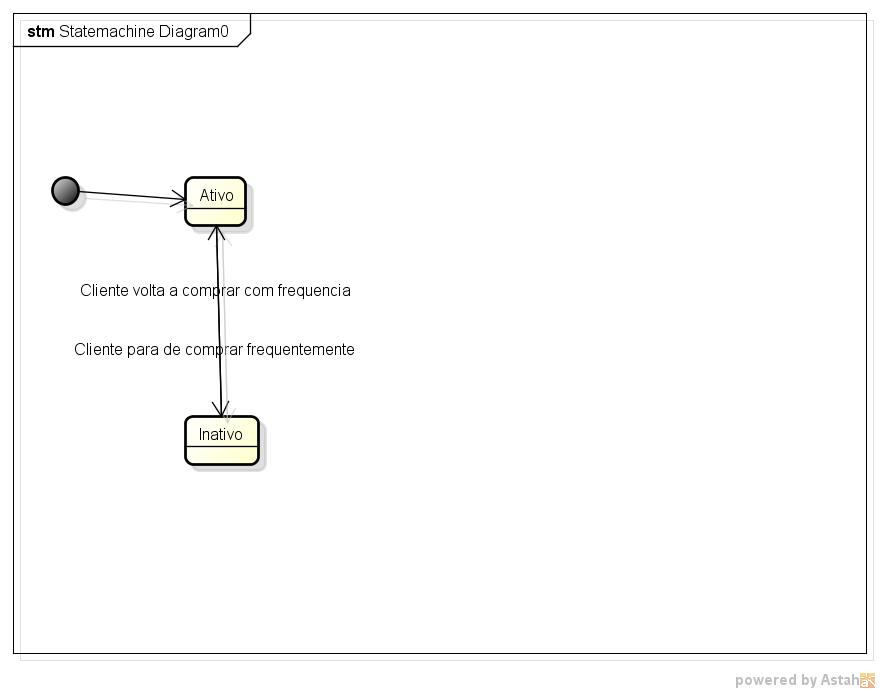 stm Statemachine Diagram0
Ativo
Cliente volta a comprar com frequencia
Cliente para de comprar frequentemente
Inativo
powered by Astah